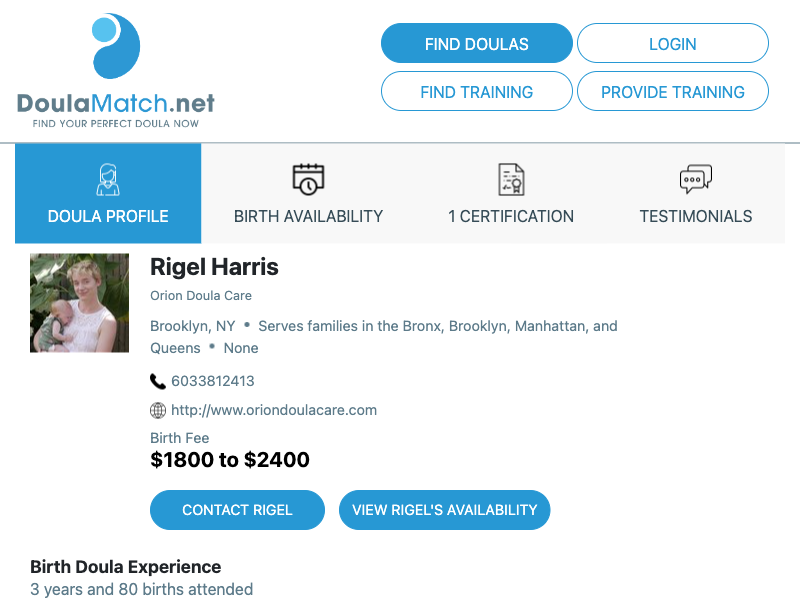 DoulaMatch.net
FIND YOUR PERFECT DOULA NOW
FIND DOULAS
LOGIN
FIND TRAINING
PROVIDE TRAINING
DOULA PROFILE
BIRTH AVAILABILITY
1 CERTIFICATION
TESTIMONIALS
Rigel Harris
Orion Doula Care
Brooklyn, NY • Serves families in the Bronx, Brooklyn, Manhattan, and
Queens • None
6033812413
http://www.oriondoulacare.com
Birth Fee
$1800 to $2400
CONTACT RIGEL
VIEW RIGEL'S AVAILABILITY
Birth Doula Experience
3 years and 80 births attended